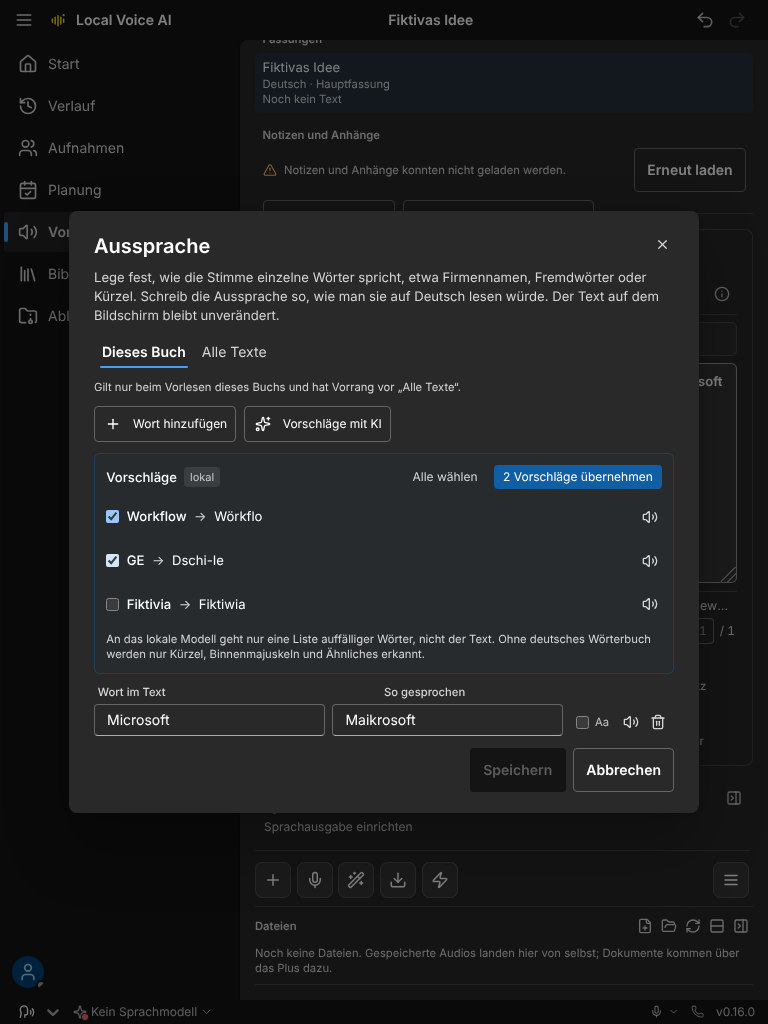 Local Voice AI
Fiktivas Idee
Start
Verlauf
Aufnahmen
Planung
Fassungen
Fiktivas Idee
Deutsch · Hauptfassung
Noch kein Text
Notizen und Anhänge
Notizen und Anhänge konnten nicht geladen werden.
Erneut laden
Aussprache
Lege fest, wie die Stimme einzelne Wörter spricht, etwa Firmennamen, Fremdwörter oder
Kürzel. Schreib die Aussprache so, wie man sie auf Deutsch lesen würde. Der Text auf dem
Bildschirm bleibt unverändert.
Dieses Buch Alle Texte
Gilt nur beim Vorlesen dieses Buchs und hat Vorrang vor „Alle Texte“.
Wort hinzufügen Vorschläge mit KI
Vorschläge lokal Alle wählen 2 Vorschläge übernehmen
Workflow → Wörkflo
GE → Dschi-Ie
Fiktivia → Fiktiwia
An das lokale Modell geht nur eine Liste auffälliger Wörter, nicht der Text. Ohne deutsches Wörterbuch
werden nur Kürzel, Binnenmajuskeln und Ähnliches erkannt.
Wort im Text So gesprochen
Microsoft Maikrosoft Aa
Speichern Abbrechen
1 / 1
Sprachausgabe einrichten
Dateien
Noch keine Dateien. Gespeicherte Audios landen hier von selbst; Dokumente kommen über
das Plus dazu.
Kein Sprachmodell
v0.16.0